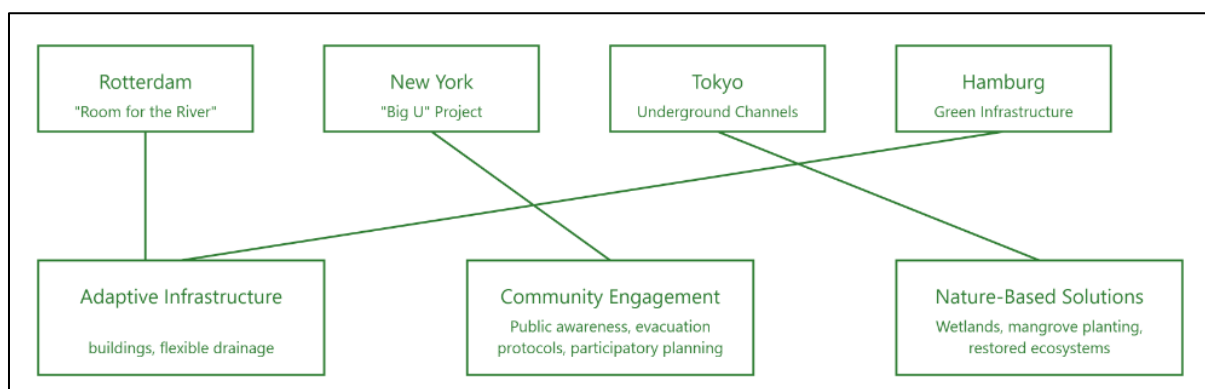 Rotterdam
"Room for the River"
New York
"Big U" Project
Tokyo
Underground Channels
Hamburg
Green Infrastructure
Adaptive Infrastructure
buildings, flexible drainage
Community Engagement
Public awareness, evacuation
protocols, participatory planning
Nature-Based Solutions
Wetlands, mangrove planting,
restored ecosystems